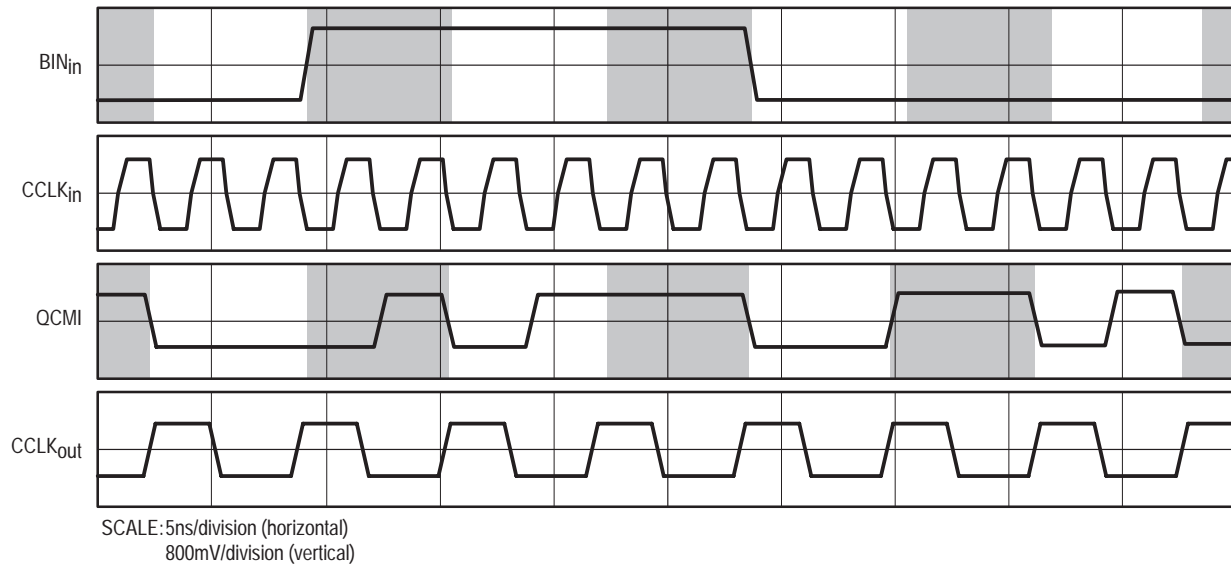 BINin
CCLKin
QCMI
CCLKout
SCALE: 5ns/division (horizontal)
800mV/division (vertical)